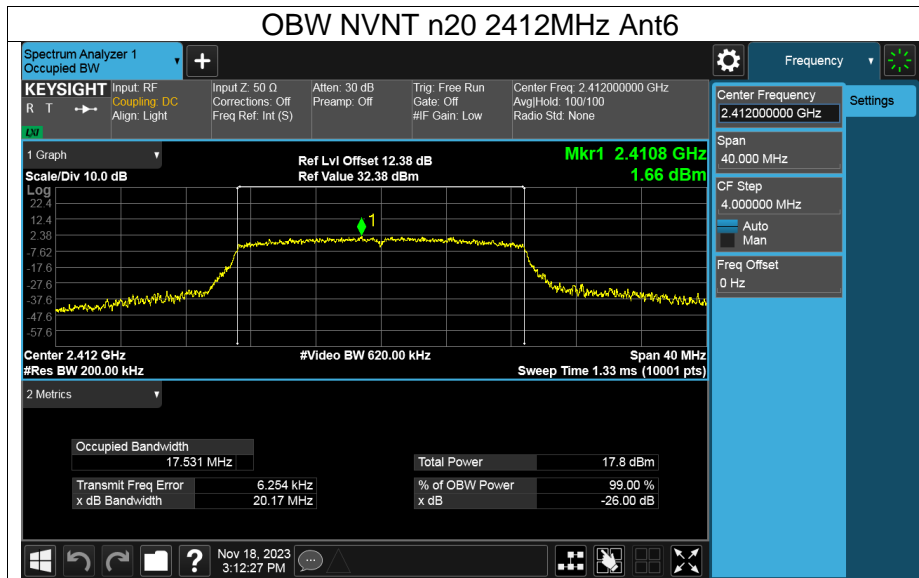 OBW NVNT n20 2412MHz Ant6
Spectrum Analyzer 1
Occupied BW
+
Frequency
KEYSIGHT
R T
LXI
Input: RF
Coupling: DC
Align: Light
Input Z: 50 Ω
Corrections: Off
Freq Ref: Int (S)
Atten: 30 dB
Preamp: Off
Trig: Free Run
Gate: Off
#IF Gain: Low
Center Freq: 2.412000000 GHz
Avg|Hold: 100/100
Radio Std: None
Center Frequency
2.412000000 GHz
Settings
Span
40.000 MHz
CF Step
4.000000 MHz
Auto
Man
Freq Offset
0 Hz
1 Graph
Scale/Div 10.0 dB
Ref Lvl Offset 12.38 dB
Ref Value 32.38 dBm
Mkr1 2.4108 GHz
1.66 dBm
Log
22.4
12.4
2.38
-7.62
-17.6
-27.6
-37.6
-47.6
-57.6
1
Center 2.412 GHz
#Res BW 200.00 kHz
#Video BW 620.00 kHz
Span 40 MHz
Sweep Time 1.33 ms (10001 pts)
2 Metrics
Occupied Bandwidth
17.531 MHz
Total Power 17.8 dBm
Transmit Freq Error 6.254 kHz
% of OBW Power 99.00 %
x dB Bandwidth 20.17 MHz
x dB -26.00 dB
?
Nov 18, 2023
3:12:27 PM